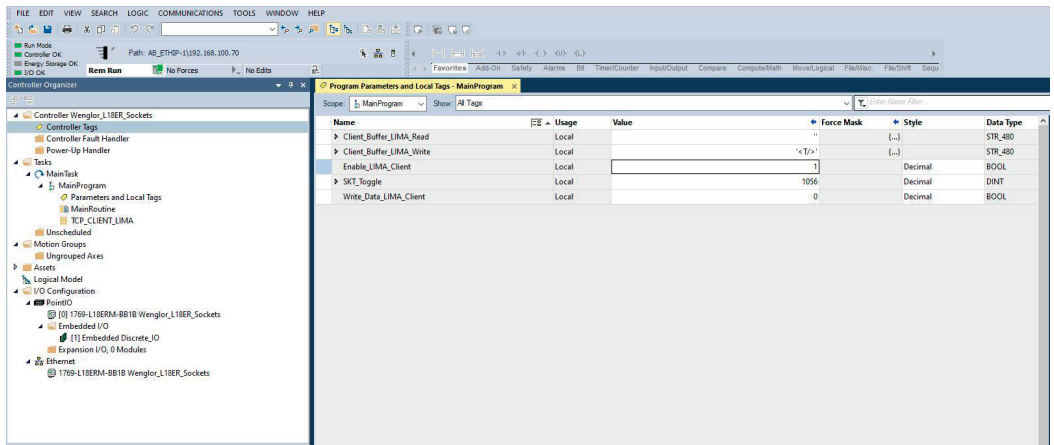 FILE EDIT VIEW SEARCH LOGIC COMMUNICATIONS TOOLS WINDOW HELP
Run Mode
Controller OK
Energy Storage OK
I/O OK
Path: AB_ETHIP-1\192.168.100.70
Rem Run No Forces No Edits
Favorites Add-On Safety Alarms Bit Timer/Counter Input/Output Compare Compute/Math Move/Logical File/Misc. File/Shift Sequ
Controller Organizer
Program Parameters and Local Tags - MainProgram
Scope: MainProgram Show: All Tags Enter Name Filter...
Name Usage Value Force Mask Style Data Type
Client_Buffer_LIMA_Read Local '' {...} STR_480
Client_Buffer_LIMA_Write Local '<T/>' {...} STR_480
Enable_LIMA_Client Local 1 Decimal BOOL
SKT_Toggle Local 1056 Decimal DINT
Write_Data_LIMA_Client Local 0 Decimal BOOL
Controller Wenglor_L18ER_Sockets
Controller Tags
Controller Fault Handler
Power-Up Handler
Tasks
MainTask
MainProgram
Parameters and Local Tags
MainRoutine
TCP_CLIENT_LIMA
Unscheduled
Motion Groups
Ungrouped Axes
Assets
Logical Model
I/O Configuration
PointIO
[0] 1769-L18ERM-BB1B Wenglor_L18ER_Sockets
Embedded I/O
[1] Embedded Discrete_IO
Expansion I/O, 0 Modules
Ethernet
1769-L18ERM-BB1B Wenglor_L18ER_Sockets